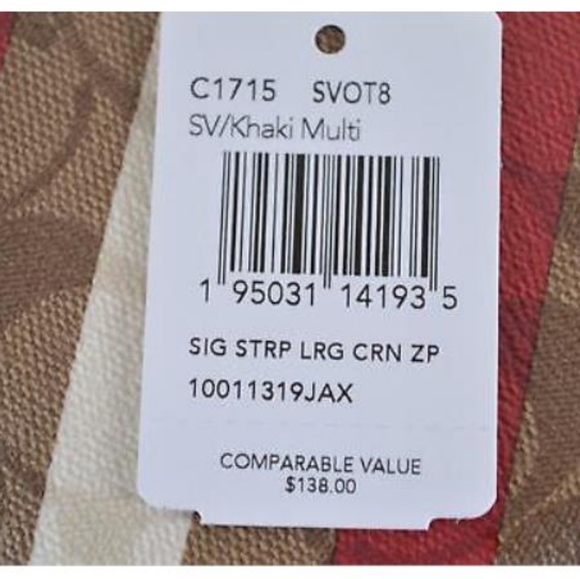 C1715 SVOT8
SV/Khaki Multi
1 95031 14193 5
SIG STRP LRG CRN ZP
10011319JAX
COMPARABLE VALUE
$138.00